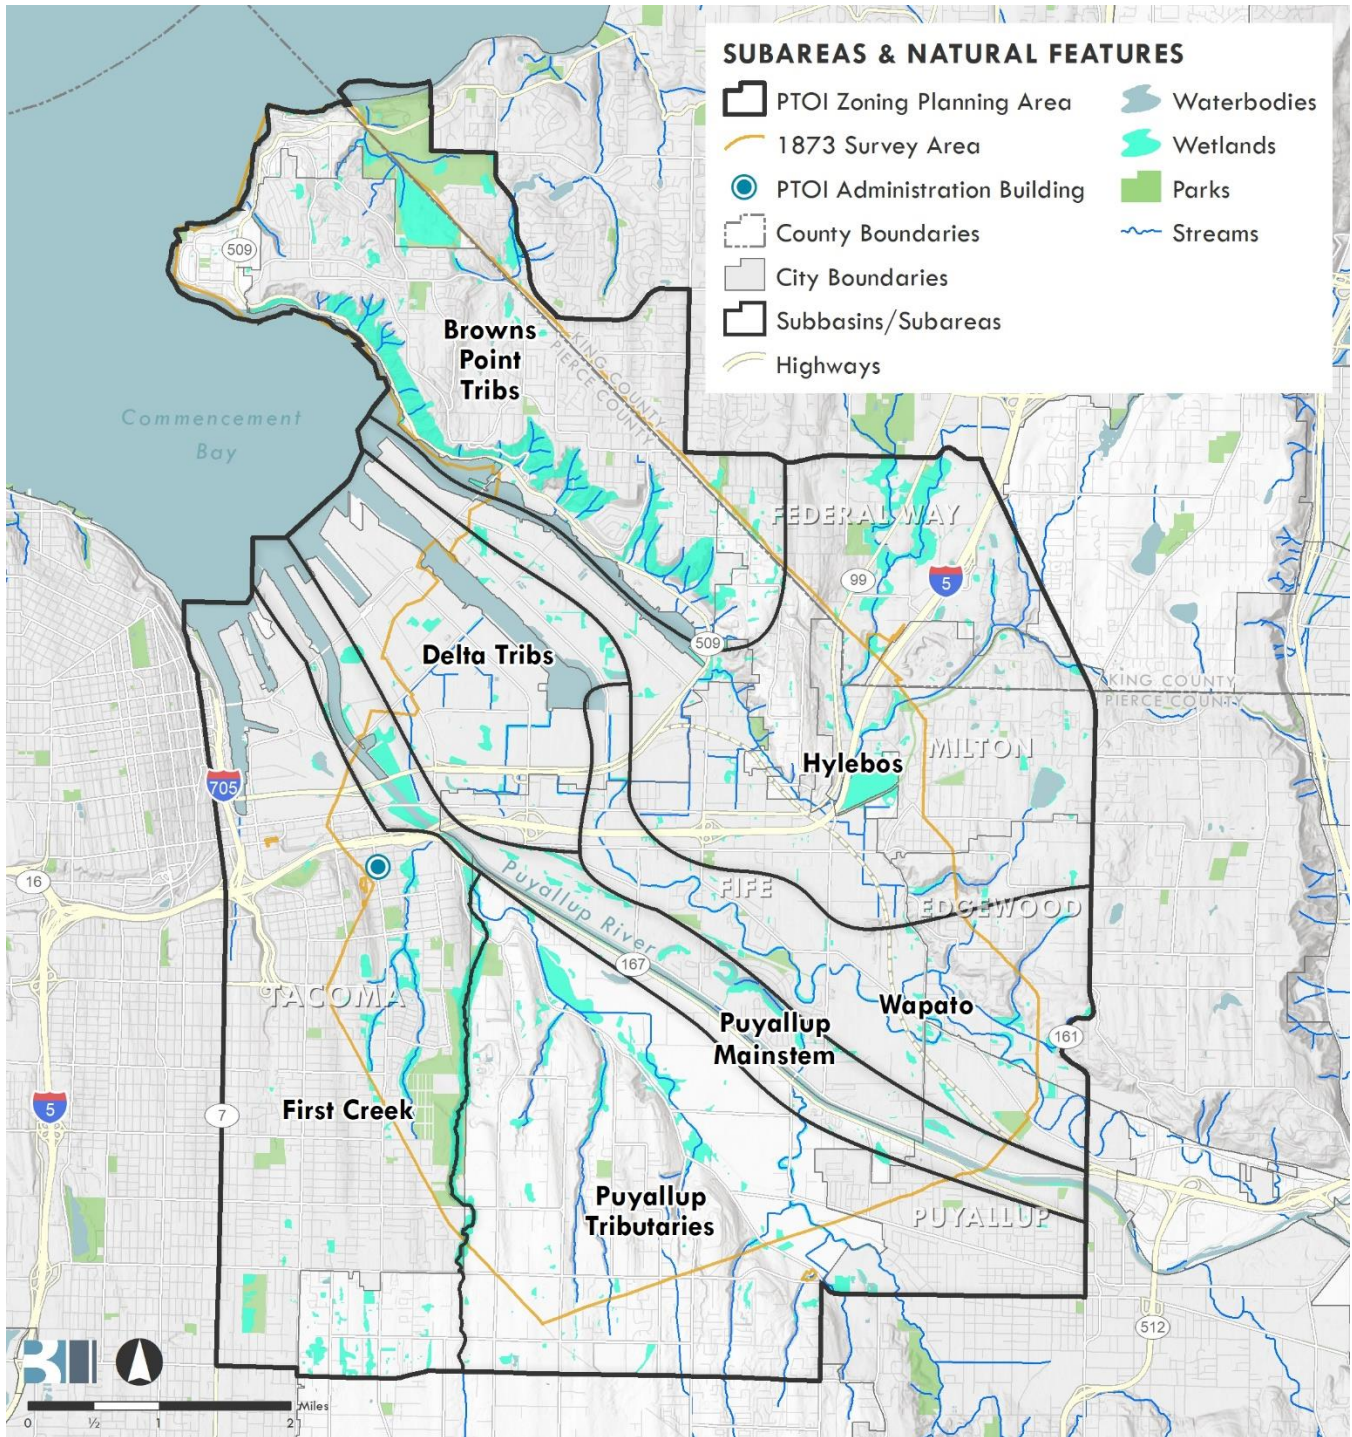 SUBAREAS & NATURAL FEATURES
PTOI Zoning Planning Area
1873 Survey Area
PTOI Administration Building
County Boundaries
City Boundaries
Subbasins/Subareas
Highways
Waterbodies
Wetlands
Parks
Streams
509
Browns
Point
Tribs
KING COUNTY
PIERCE COUNTY
Commencement
Bay
FEDERAL WAY
99
5
509
Delta Tribs
KING COUNTY
PIERCE COUNTY
MILTON
Hylebos
705
16
Puyallup River
FIFE
EDGEWOOD
167
TACOMA
Wapato
Puyallup
Mainstem
161
5
7
First Creek
Puyallup
Tributaries
PUYALLUP
512
Miles
0
½
1
2